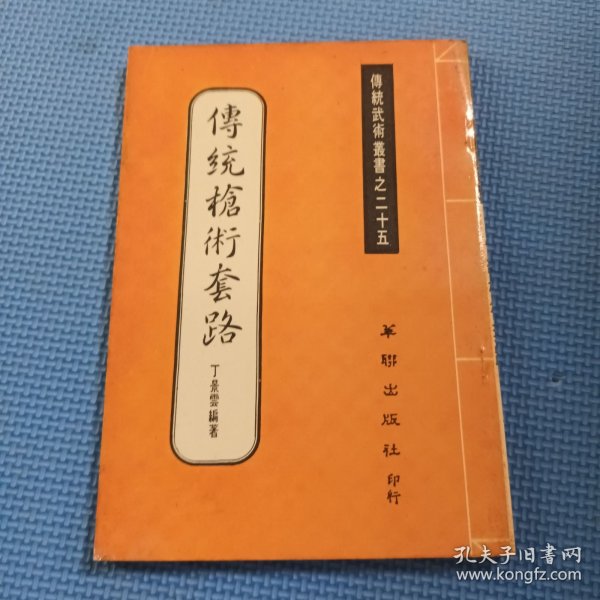 傳統武術叢書之二十五
傳統槍術套路
丁景雲編著
華聯出版社
印行
孔夫子旧書网
www.kongfz.com